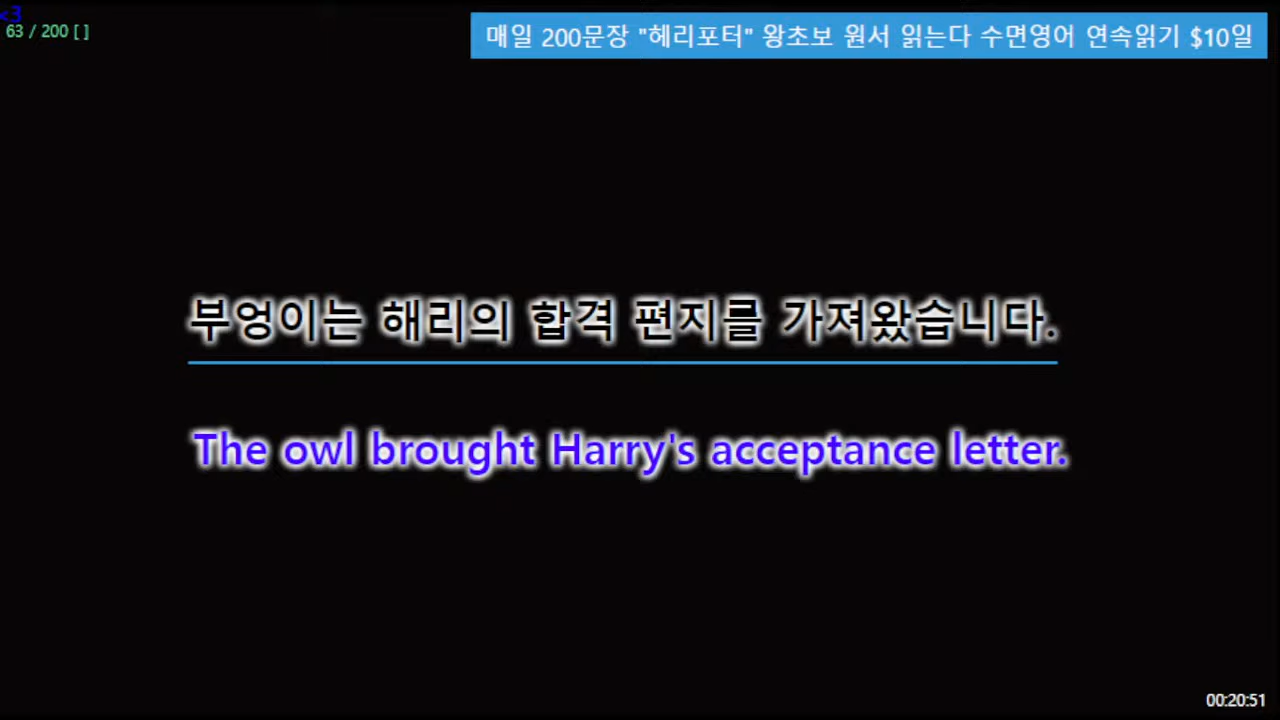 <3
63 / 200 [ ]
매일 200문장 "헤리포터" 왕초보 원서 읽는다 수면영어 연속읽기 $10일
부엉이는 해리의 합격 편지를 가져왔습니다.
The owl brought Harry's acceptance letter.
00:20:51